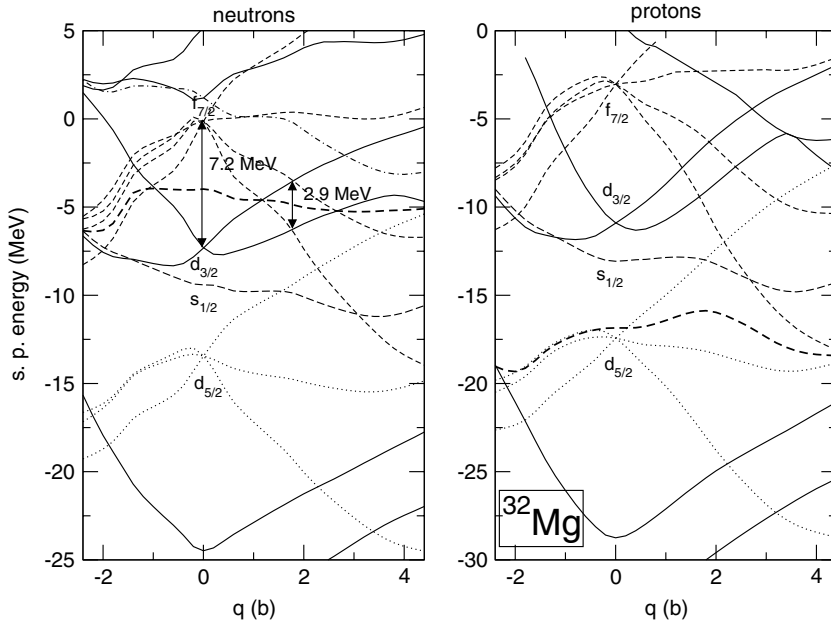 neutrons
protons
5
0
-5
-10
-15
-20
-25
s. p. energy (MeV)
f7/2
7.2 MeV
2.9 MeV
d3/2
s1/2
d5/2
-2
0
2
4
q (b)
0
-5
-10
-15
-20
-25
-30
f7/2
d3/2
s1/2
d5/2
32Mg
-2
0
2
4
q (b)